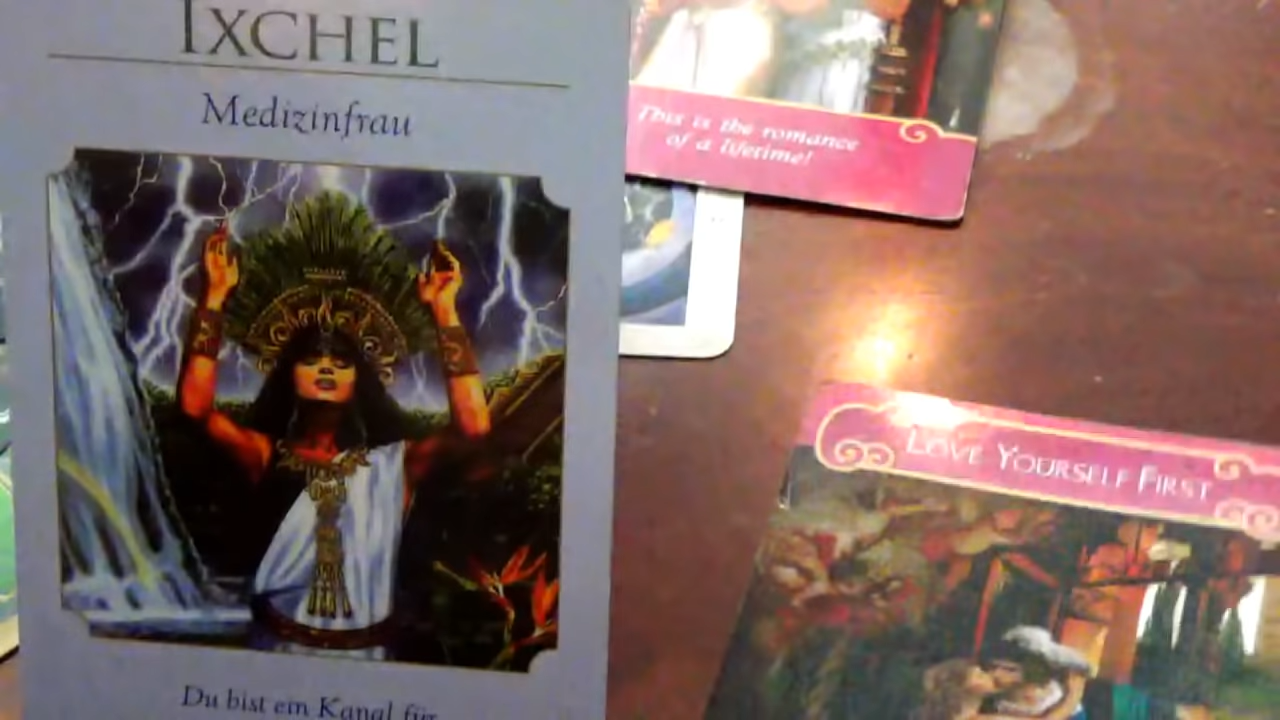 IXCHEL
Medizinfrau
Du bist ein Kanal für
This is the romance
of a lifetime!
LOVE YOURSELF FIRST